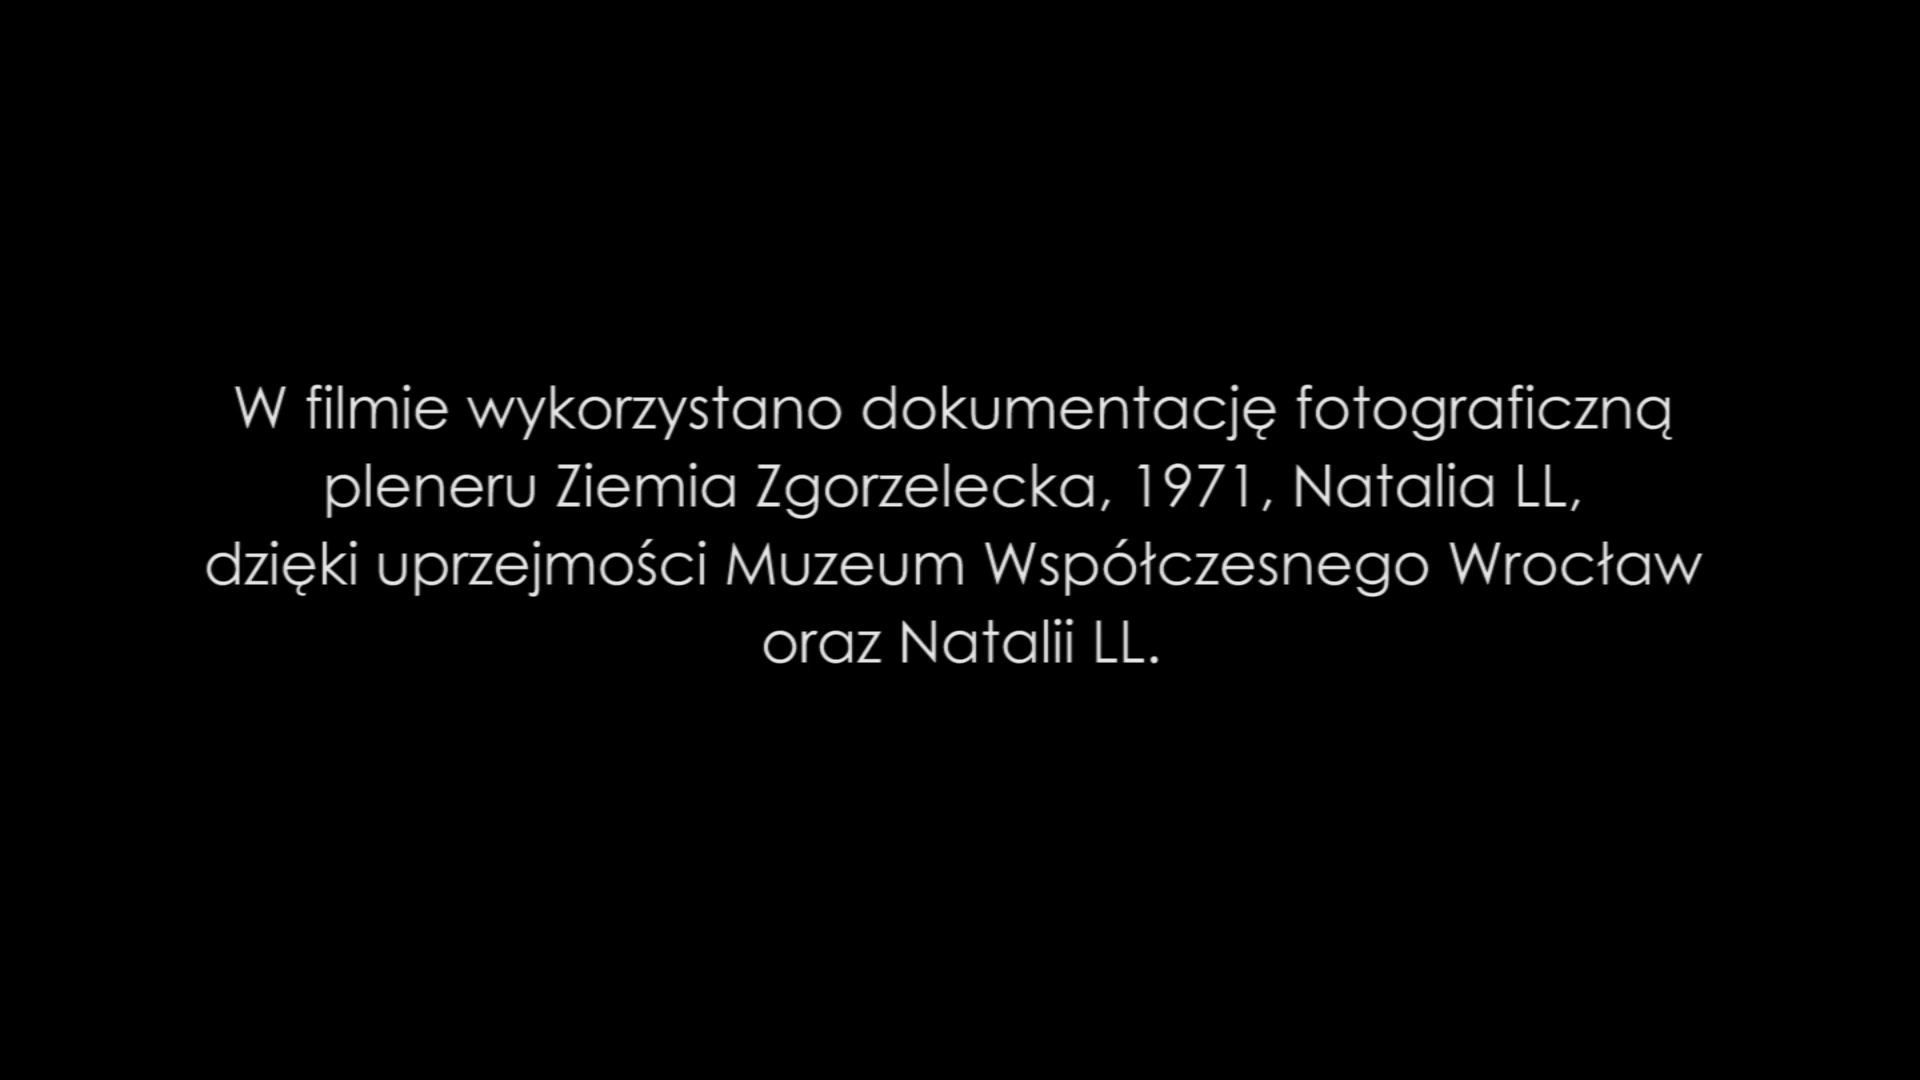 W filmie wykorzystano dokumentację fotograficzną
pleneru Ziemia Zgorzelecka, 1971, Natalia LL,
dzięki uprzejmości Muzeum Współczesnego Wrocław
oraz Natalii LL.